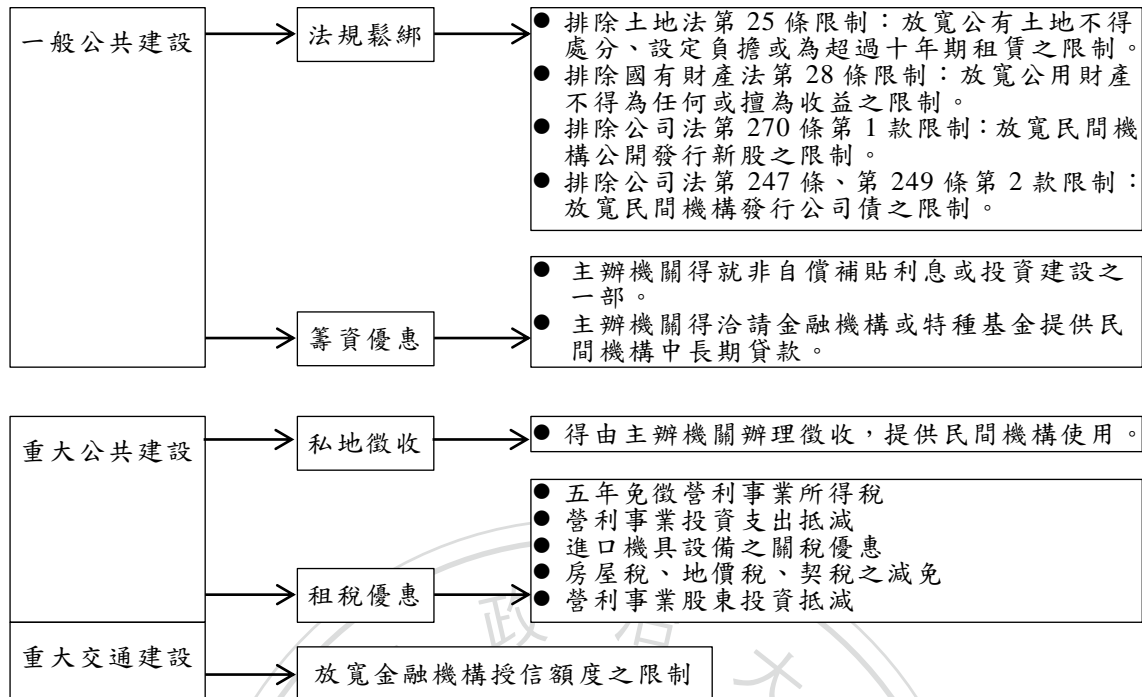 一般公共建設
法規鬆綁
● 排除土地法第 25 條限制：放寬公有土地不得
處分、設定負擔或為超過十年期租賃之限制。
● 排除國有財產法第 28 條限制：放寬公用財產
不得為任何或擅為收益之限制。
● 排除公司法第 270 條第 1 款限制：放寬民間機
構公開發行新股之限制。
● 排除公司法第 247 條、第 249 條第 2 款限制：
放寬民間機構發行公司債之限制。
籌資優惠
● 主辦機關得就非自償補貼利息或投資建設之
一部。
● 主辦機關得洽請金融機構或特種基金提供民
間機構中長期貸款。
重大公共建設
私地徵收
● 得由主辦機關辦理徵收，提供民間機構使用。
租稅優惠
● 五年免徵營利事業所得稅
● 營利事業投資支出抵減
● 進口機具設備之關稅優惠
● 房屋稅、地價稅、契稅之減免
● 營利事業股東投資抵減
重大交通建設
放寬金融機構授信額度之限制
政治大